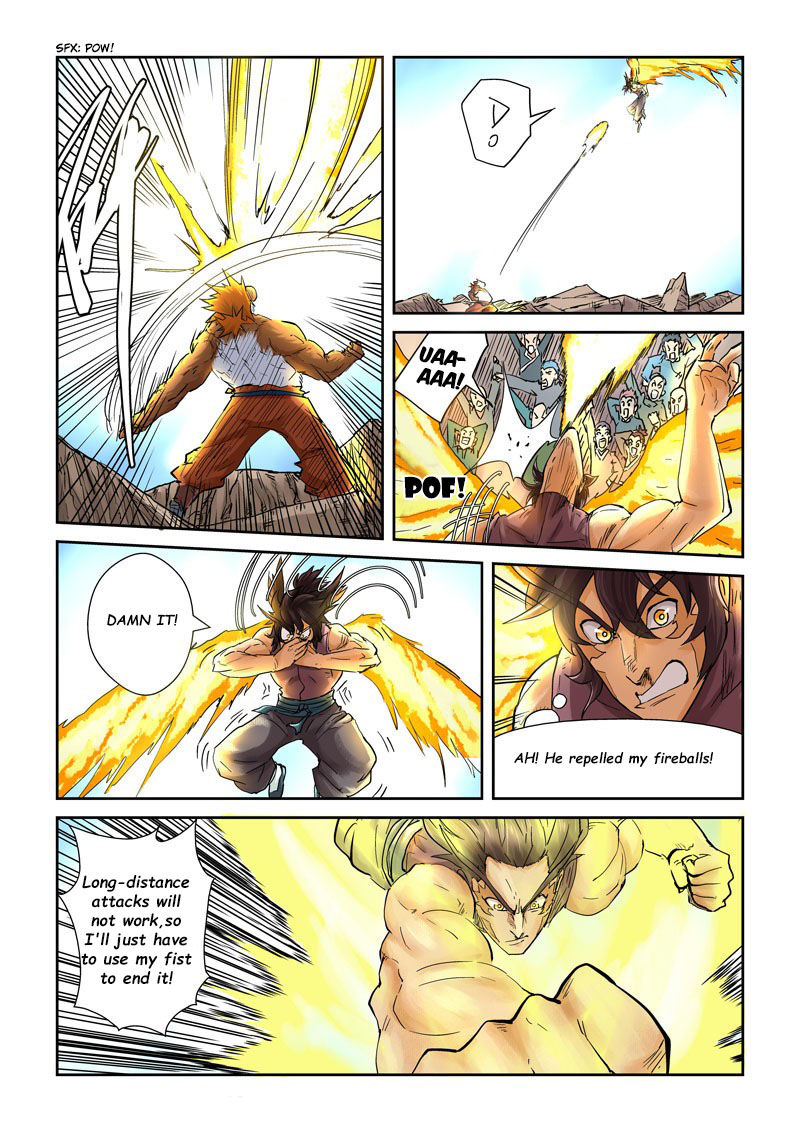 SFX: POW!
!
UAA-
AAA!
POF!
DAMN IT!
AH! He repelled my fireballs!
Long-distance
attacks will
not work,so
I'll just have
to use my fist
to end it!